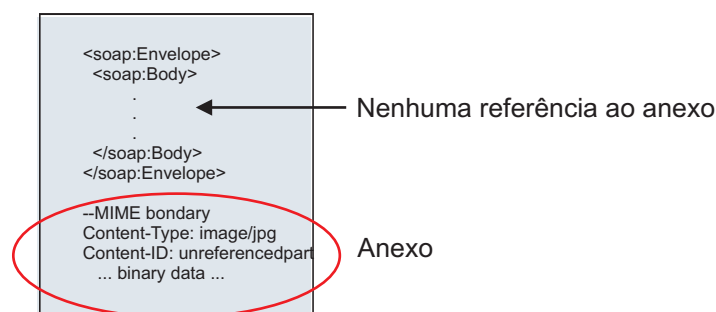 <soap:Envelope>
<soap:Body>
.
.
.
</soap:Body>
</soap:Envelope>
Nenhuma referência ao anexo
--MIME bondary
Content-Type: image/jpg
Content-ID: unreferencedpart
... binary data ...
Anexo